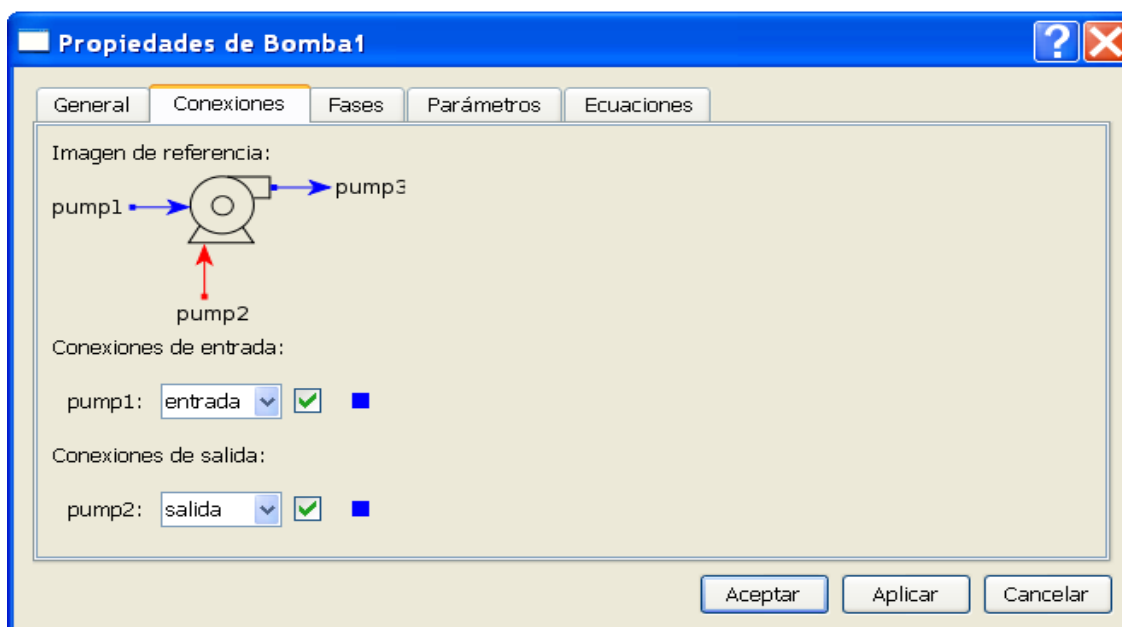 Propiedades de Bomba1
General Conexiones Fases Parámetros Ecuaciones
Imagen de referencia:
pump1 pump3
pump2
Conexiones de entrada:
pump1: entrada
Conexiones de salida:
pump2: salida
Aceptar Aplicar Cancelar